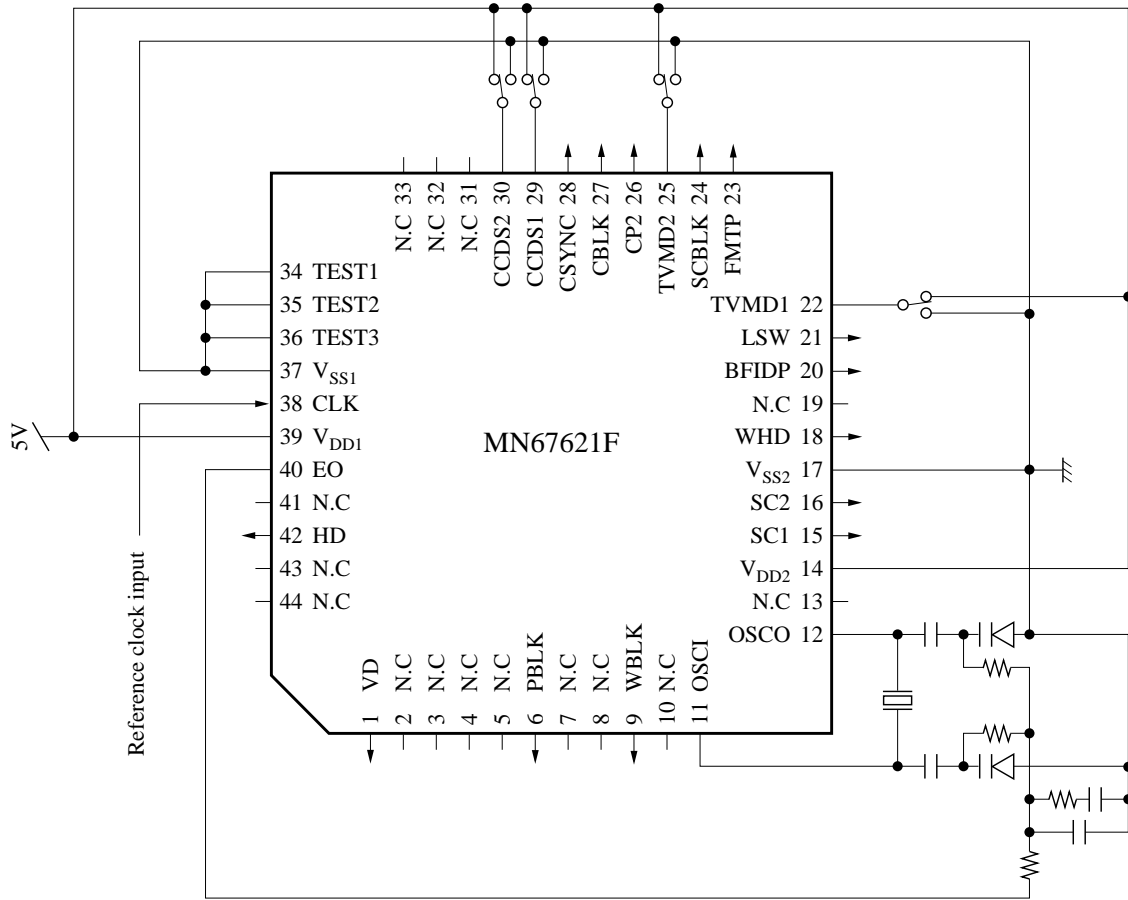 N.C 33
N.C 32
N.C 31
CCDS2 30
CCDS1 29
CSYNC 28
CBLK 27
CP2 26
TVMD2 25
SCBLK 24
FMTP 23
34 TEST1
35 TEST2
36 TEST3
37 VSS1
38 CLK
39 VDD1
40 EO
41 N.C
42 HD
43 N.C
44 N.C
5V
Reference clock input
MN67621F
TVMD1 22
LSW 21
BFIDP 20
N.C 19
WHD 18
VSS2 17
SC2 16
SC1 15
VDD2 14
N.C 13
OSCO 12
1 VD
2 N.C
3 N.C
4 N.C
5 N.C
6 PBLK
7 N.C
8 N.C
9 WBLK
10 N.C
11 OSCI